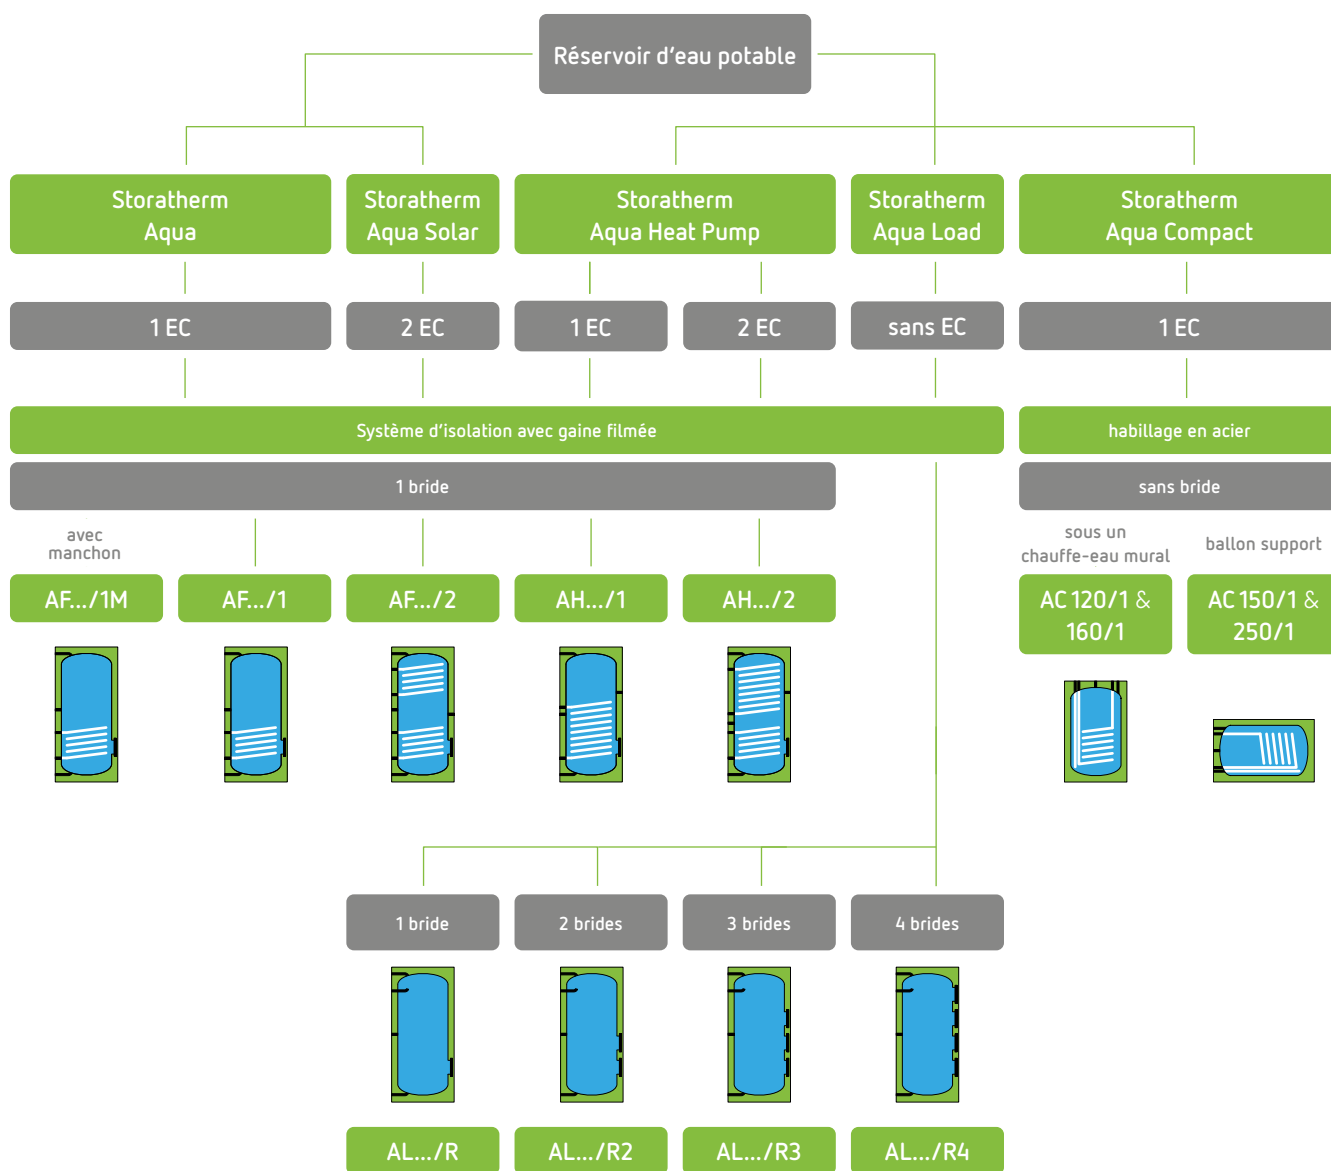 Réservoir d'eau potable
Storatherm
Aqua
Storatherm
Aqua Solar
Storatherm
Aqua Heat Pump
Storatherm
Aqua Load
Storatherm
Aqua Compact
1 EC
2 EC
1 EC
2 EC
sans EC
1 EC
Système d'isolation avec gaine filmée
habillage en acier
1 bride
sans bride
avec
manchon
sous un
chauffe-eau mural
ballon support
AF.../1M
AF.../1
AF.../2
AH.../1
AH.../2
AC 120/1 &
160/1
AC 150/1 &
250/1
1 bride
2 brides
3 brides
4 brides
AL.../R
AL.../R2
AL.../R3
AL.../R4